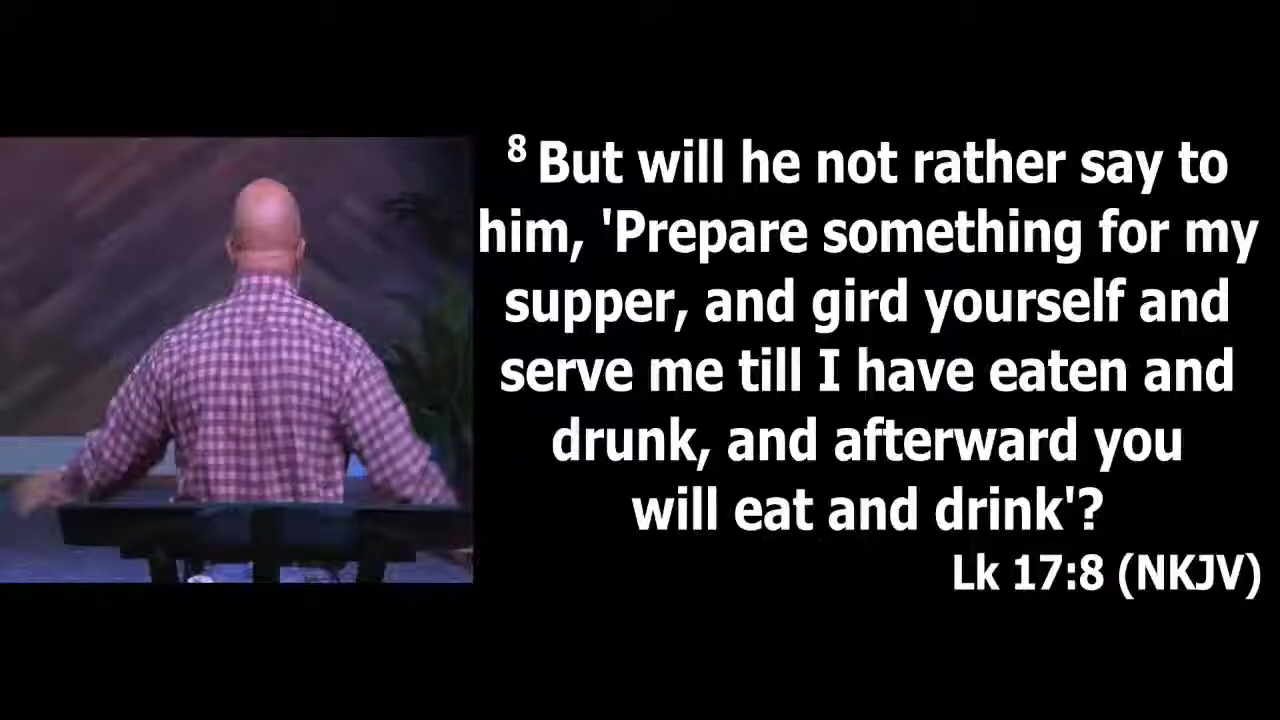 8 But will he not rather say to
him, 'Prepare something for my
supper, and gird yourself and
serve me till I have eaten and
drunk, and afterward you
will eat and drink'?
Lk 17:8 (NKJV)